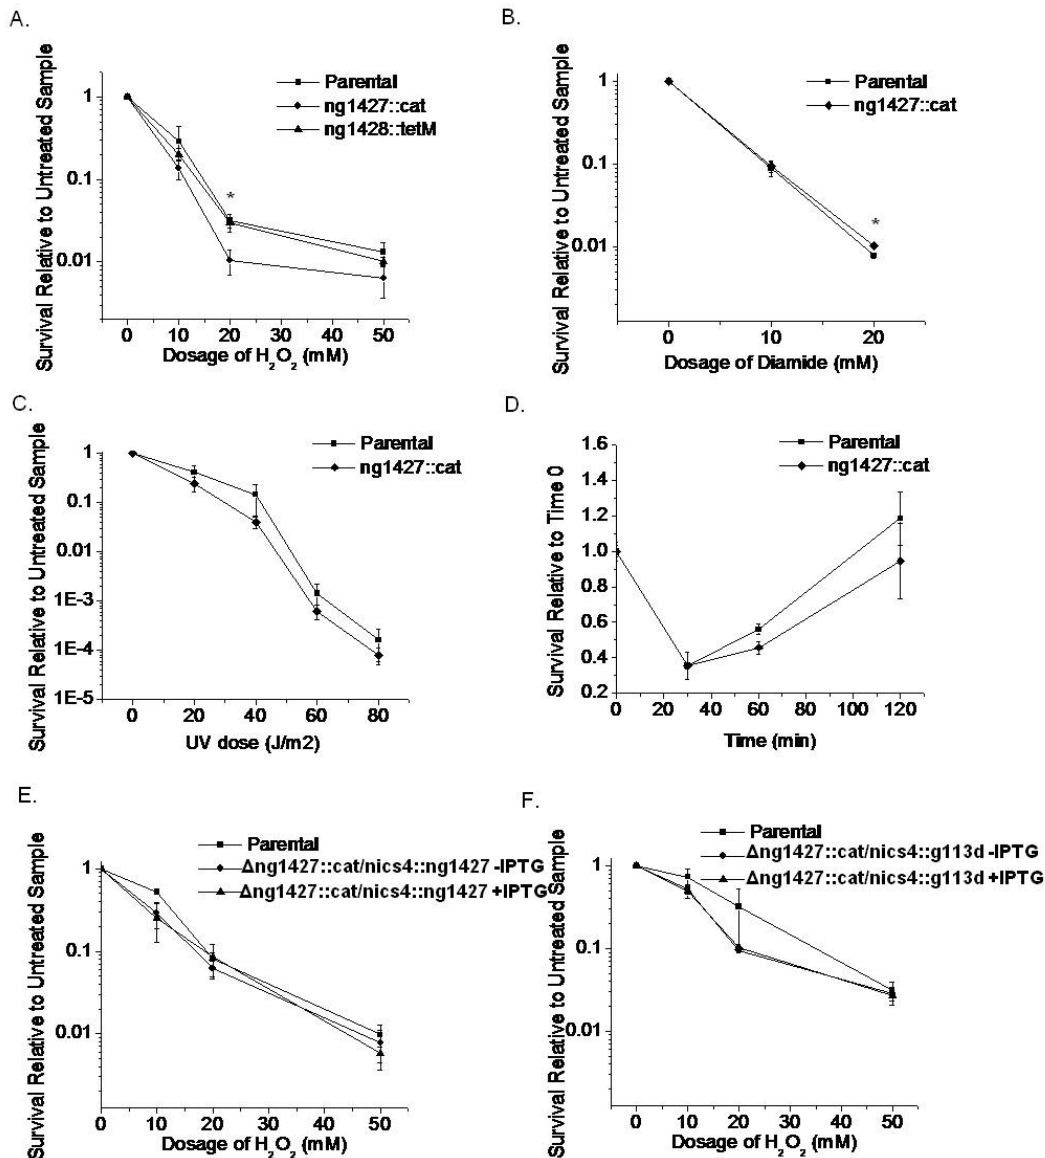 A.
Survival Relative to Untreated Sample
1
0.1
0.01
Parental
ng1427::cat
ng1428::tetM
*
0 10 20 30 40 50
Dosage of H₂O₂ (mM)
B.
Survival Relative to Untreated Sample
1
0.1
0.01
Parental
ng1427::cat
*
0 10 20
Dosage of Diamide (mM)
C.
Survival Relative to Untreated Sample
1
0.1
0.01
1E-3
1E-4
1E-5
Parental
ng1427::cat
0 20 40 60 80
UV dose (J/m2)
D.
Survival Relative to Time 0
1.6
1.4
1.2
1.0
0.8
0.6
0.4
0.2
Parental
ng1427::cat
0 20 40 60 80 100 120
Time (min)
E.
Survival Relative to Untreated Sample
1
0.1
0.01
Parental
Δng1427::cat/nics4::ng1427 -IPTG
Δng1427::cat/nics4::ng1427 +IPTG
0 10 20 30 40 50
Dosage of H₂O₂ (mM)
F.
Survival Relative to Untreated Sample
1
0.1
0.01
Parental
Δng1427::cat/nics4::g113d -IPTG
Δng1427::cat/nics4::g113d +IPTG
0 10 20 30 40 50
Dosage of H₂O₂ (mM)